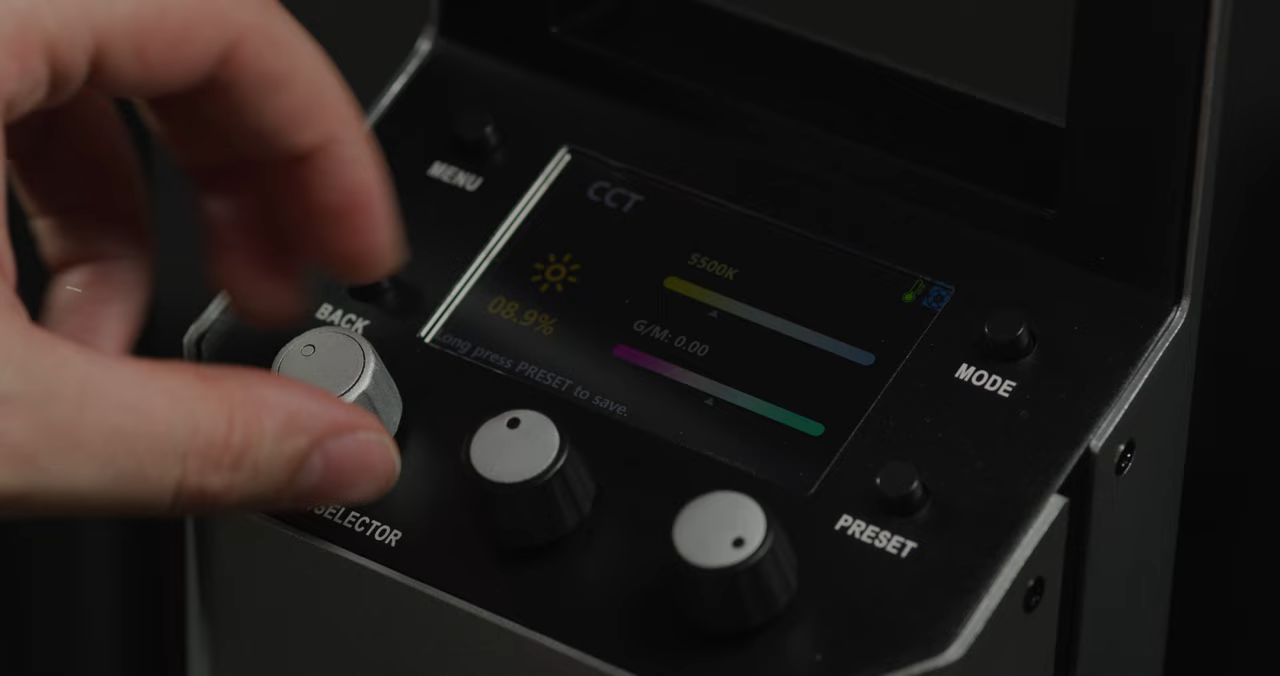 MENU
CCT
5500K
BACK
08.9%
G/M: 0.00
Long press PRESET to save.
MODE
SELECTOR
PRESET